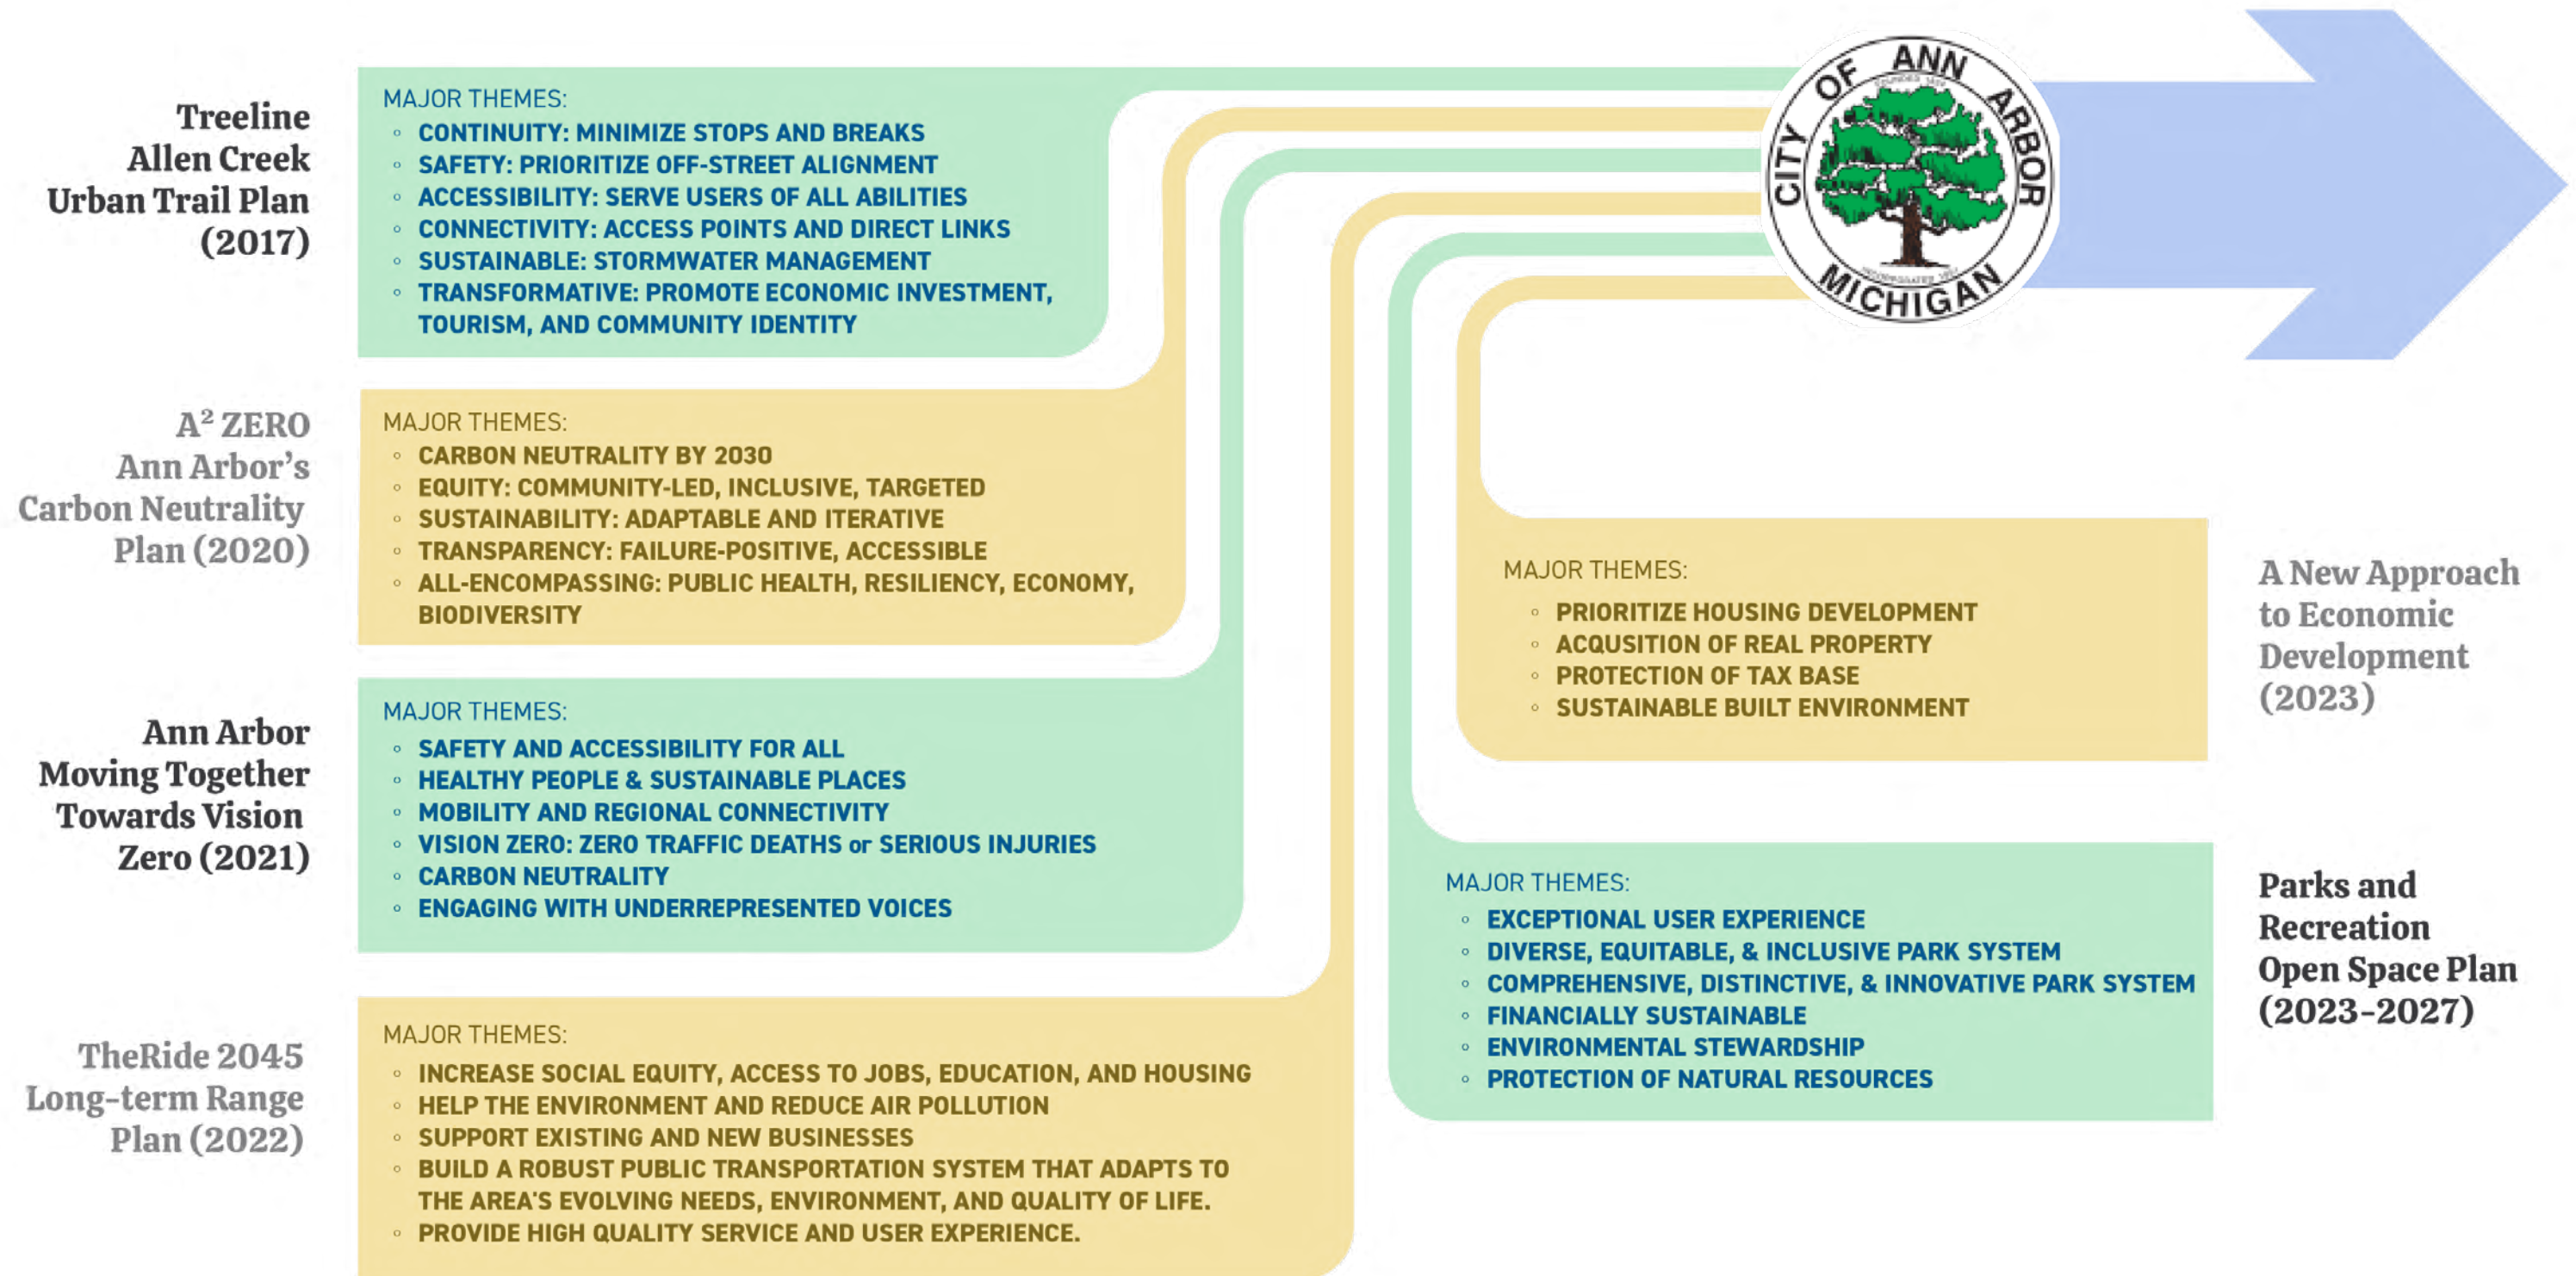 Treeline
Allen Creek
Urban Trail Plan
(2017)
MAJOR THEMES:
◦ CONTINUITY: MINIMIZE STOPS AND BREAKS
◦ SAFETY: PRIORITIZE OFF-STREET ALIGNMENT
◦ ACCESSIBILITY: SERVE USERS OF ALL ABILITIES
◦ CONNECTIVITY: ACCESS POINTS AND DIRECT LINKS
◦ SUSTAINABLE: STORMWATER MANAGEMENT
◦ TRANSFORMATIVE: PROMOTE ECONOMIC INVESTMENT,
TOURISM, AND COMMUNITY IDENTITY
CITY OF ANN ARBOR
MICHIGAN
A² ZERO
Ann Arbor's
Carbon Neutrality
Plan (2020)
MAJOR THEMES:
◦ CARBON NEUTRALITY BY 2030
◦ EQUITY: COMMUNITY-LED, INCLUSIVE, TARGETED
◦ SUSTAINABILITY: ADAPTABLE AND ITERATIVE
◦ TRANSPARENCY: FAILURE-POSITIVE, ACCESSIBLE
◦ ALL-ENCOMPASSING: PUBLIC HEALTH, RESILIENCY, ECONOMY,
BIODIVERSITY
Ann Arbor
Moving Together
Towards Vision
Zero (2021)
MAJOR THEMES:
◦ SAFETY AND ACCESSIBILITY FOR ALL
◦ HEALTHY PEOPLE & SUSTAINABLE PLACES
◦ MOBILITY AND REGIONAL CONNECTIVITY
◦ VISION ZERO: ZERO TRAFFIC DEATHS or SERIOUS INJURIES
◦ CARBON NEUTRALITY
◦ ENGAGING WITH UNDERREPRESENTED VOICES
TheRide 2045
Long-term Range
Plan (2022)
MAJOR THEMES:
◦ INCREASE SOCIAL EQUITY, ACCESS TO JOBS, EDUCATION, AND HOUSING
◦ HELP THE ENVIRONMENT AND REDUCE AIR POLLUTION
◦ SUPPORT EXISTING AND NEW BUSINESSES
◦ BUILD A ROBUST PUBLIC TRANSPORTATION SYSTEM THAT ADAPTS TO
THE AREA'S EVOLVING NEEDS, ENVIRONMENT, AND QUALITY OF LIFE.
◦ PROVIDE HIGH QUALITY SERVICE AND USER EXPERIENCE.
MAJOR THEMES:
◦ PRIORITIZE HOUSING DEVELOPMENT
◦ ACQUSITION OF REAL PROPERTY
◦ PROTECTION OF TAX BASE
◦ SUSTAINABLE BUILT ENVIRONMENT
A New Approach
to Economic
Development
(2023)
MAJOR THEMES:
◦ EXCEPTIONAL USER EXPERIENCE
◦ DIVERSE, EQUITABLE, & INCLUSIVE PARK SYSTEM
◦ COMPREHENSIVE, DISTINCTIVE, & INNOVATIVE PARK SYSTEM
◦ FINANCIALLY SUSTAINABLE
◦ ENVIRONMENTAL STEWARDSHIP
◦ PROTECTION OF NATURAL RESOURCES
Parks and
Recreation
Open Space Plan
(2023-2027)